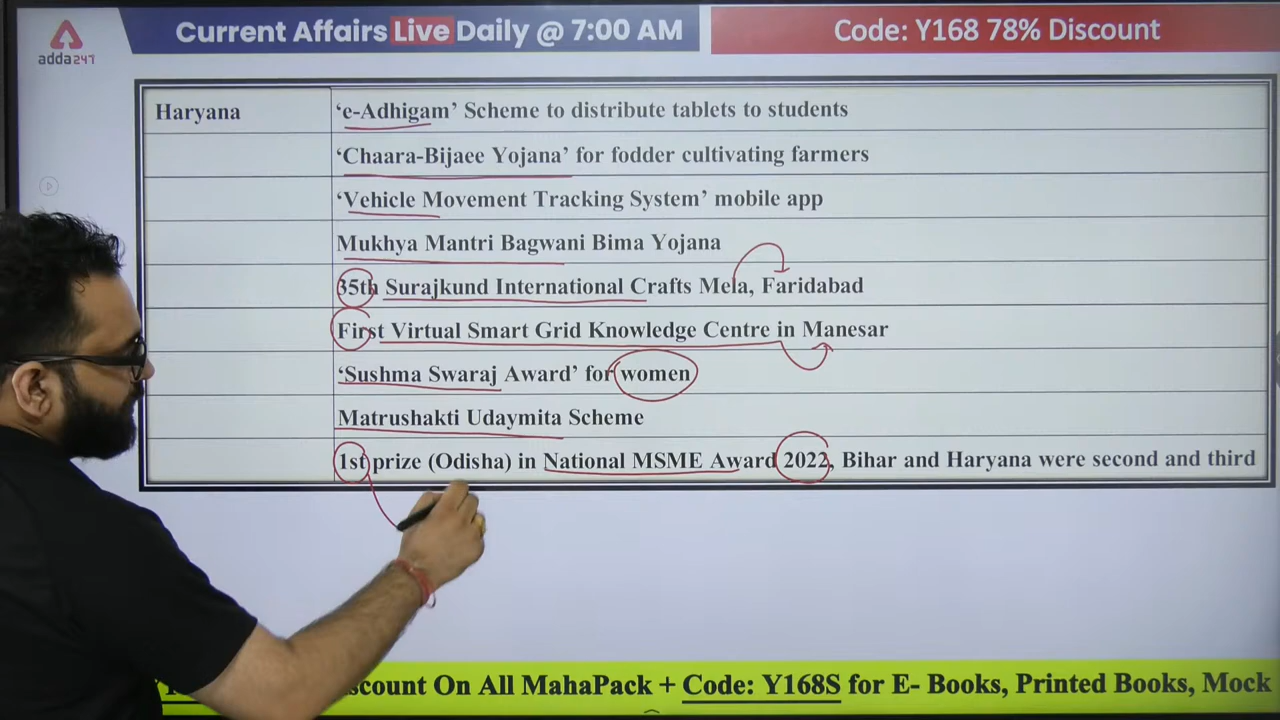 Current Affairs Live Daily @ 7:00 AM
Code: Y168 78% Discount
adda247
Haryana
‘e-Adhigam’ Scheme to distribute tablets to students
‘Chaara-Bijaee Yojana’ for fodder cultivating farmers
‘Vehicle Movement Tracking System’ mobile app
Mukhya Mantri Bagwani Bima Yojana
35th Surajkund International Crafts Mela, Faridabad
First Virtual Smart Grid Knowledge Centre in Manesar
‘Sushma Swaraj Award’ for women
Matrushakti Udaymita Scheme
1st prize (Odisha) in National MSME Award 2022, Bihar and Haryana were second and third
On All MahaPack + Code: Y168S for E- Books, Printed Books, Mock